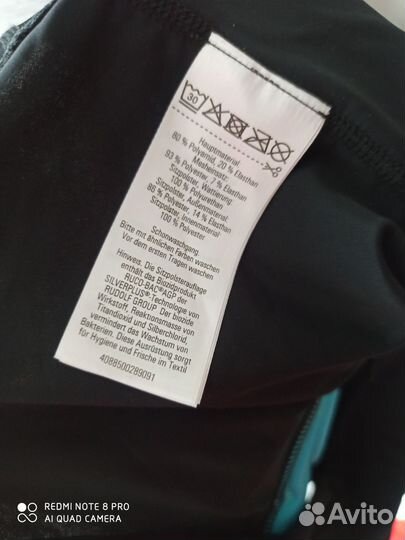 30
Hauptmaterial:
80 % Polyamid, 20 % Elasthan
Mesheinsatz:
93 % Polyester, 7 % Elasthan
Sitzpolster, Wattierung:
100 % Polyurethan
Sitzpolster, Außenmaterial:
86 % Polyester, 14 % Elasthan
Sitzpolster, Innenmaterial:
100 % Polyester
Schonwaschgang.
Bitte mit ähnlichen Farben waschen
Vor dem ersten Tragen waschen
Hinweis: Die Sitzpolsterauflage
enthält das Biozidprodukt
RUCO-BAC®AGP der
SILVERPLUS®-Technologie von
RUDOLF GROUP. Der biozide
Wirkstoff, Reaktionsmasse von
Titandioxid und Silberchlorid,
vermindert das Wachstum von
Bakterien. Diese Ausrüstung sorgt
für Hygiene und Frische im Textil
4088500289091
REDMI NOTE 8 PRO
AI QUAD CAMERA
Avito